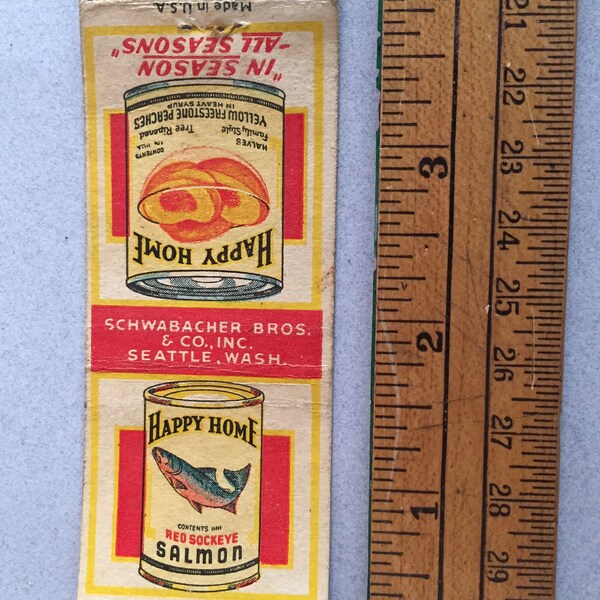 Made in U.S.A.
"IN SEASON
-ALL SEASONS"
HAPPY HOME
HALVES
Family Style
Tree Ripened
YELLOW FREESTONE PEACHES
IN HEAVY SYRUP
SCHWABACHER BROS.
& CO., INC.
SEATTLE, WASH.
HAPPY HOME
CONTENTS
RED SOCKEYE
SALMON
3
2
1
21
22
23
24
25
26
27
28
29